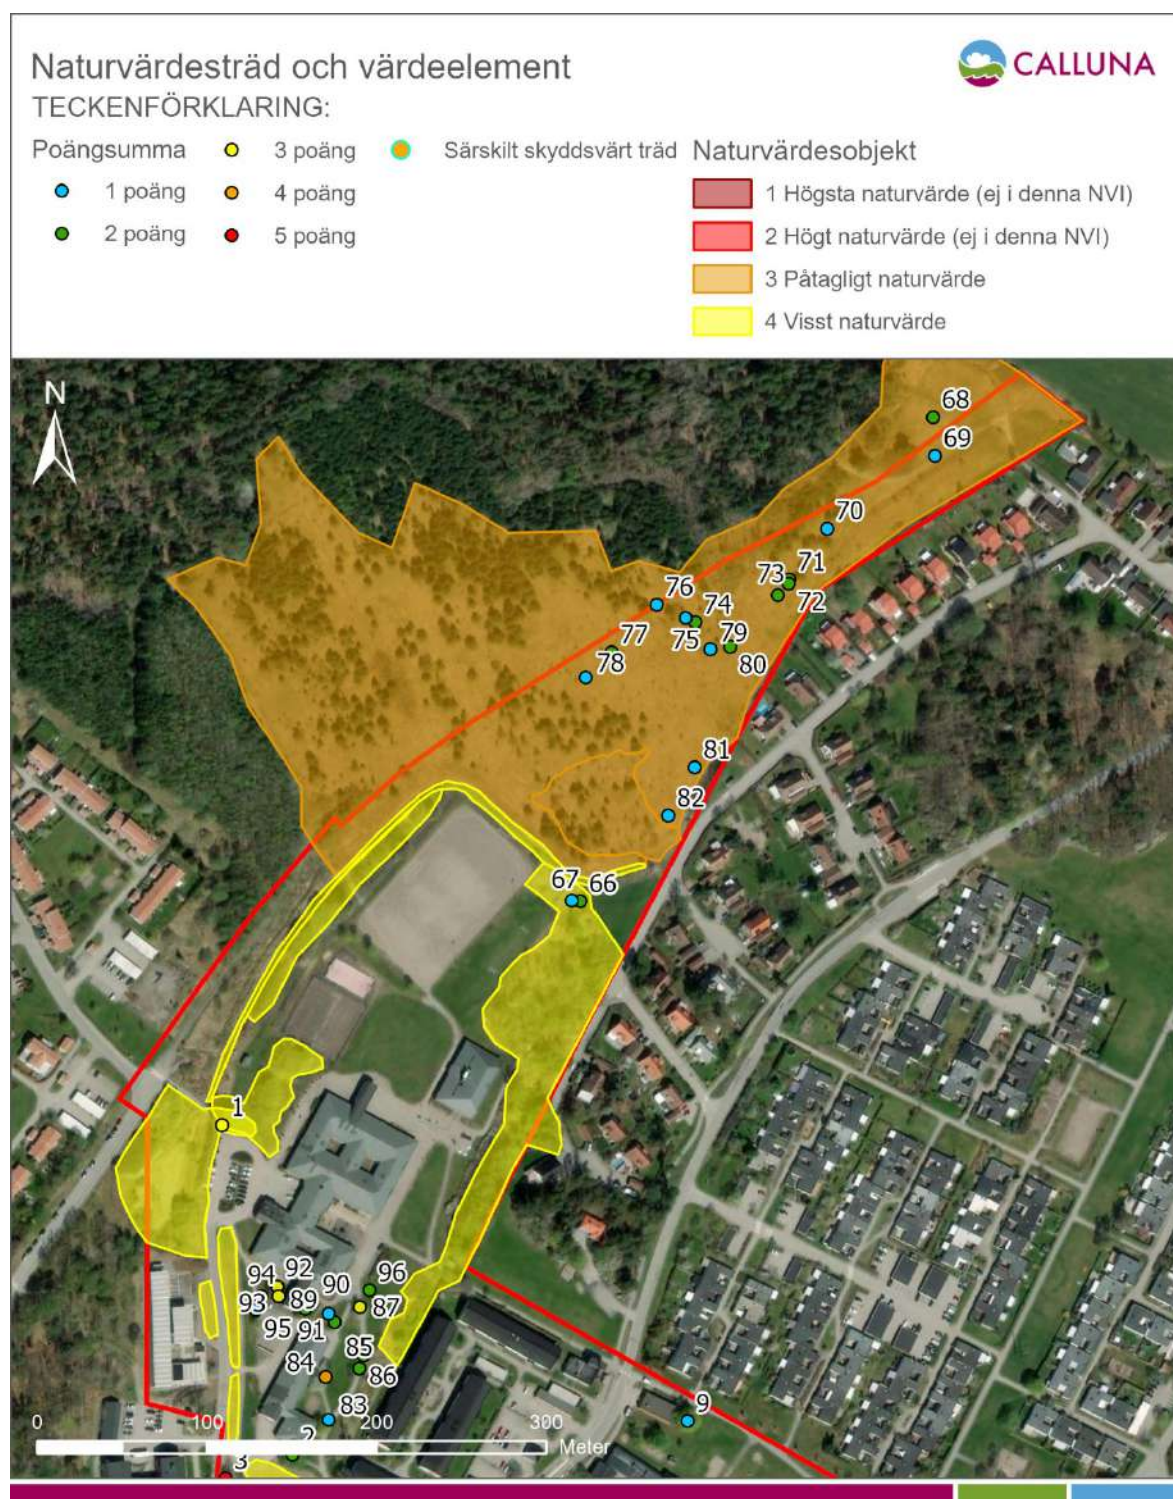 Naturvärdesträd och värdeelement
CALLUNA
TECKENFÖRKLARING:
Poängsumma
3 poäng
Särskilt skyddsvärt träd
Naturvärdesobjekt
1 poäng
4 poäng
1 Högsta naturvärde (ej i denna NVI)
2 poäng
5 poäng
2 Högt naturvärde (ej i denna NVI)
3 Påtagligt naturvärde
4 Visst naturvärde
N
68
69
70
71
73
72
76
74
75
79
77
80
78
81
82
67
66
1
94
92
90
96
93
89
87
95
91
85
84
86
83
9
0
100
200
300
Meter
2
3